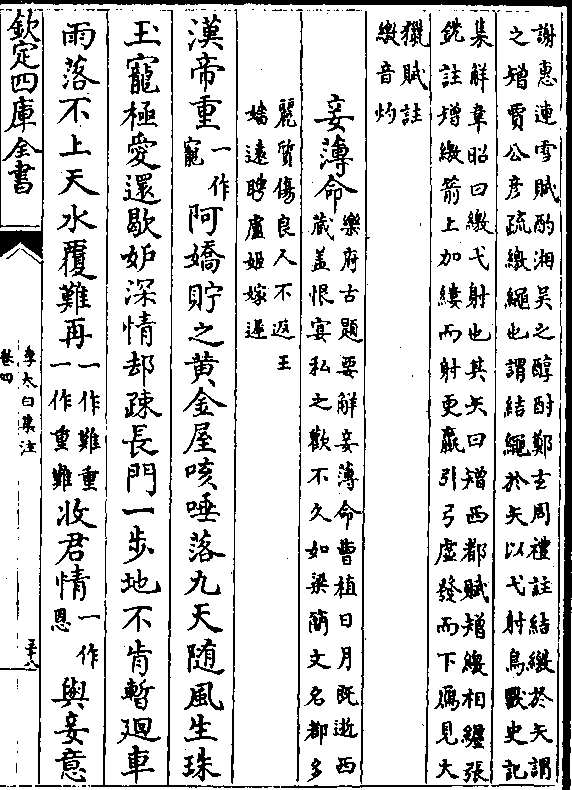 謝惠連雪賦酌湘吳之醇酎鄭玄周禮註結繳於矢謂
之矰賈公彥疏繳繩也謂結繩於矢以弋射鳥獸史記
集解韋昭曰繳弋射也其矢曰矰西都賦矰繳相纏張
銑註矰繳箭上加縷而射更羸引弓虛發而下鴈見大
獵賦註
繳音灼
妾薄命
樂府古題要解妾薄命曹植日月既逝西
藏蓋恨宴私之歡不久如梁簡文名都多
麗質傷良人不返王
嬙遠聘盧姬嫁遲
漢帝重一作寵阿嬌貯之黃金屋咳唾落九天隨風生珠
玉寵極愛還歇妒深情却疎長門一步地不肯暫迴車
雨落不上天水覆難再一作難重一作重難收君情一作恩與妾意
欽定四庫全書
李太白集注
卷四
三十八